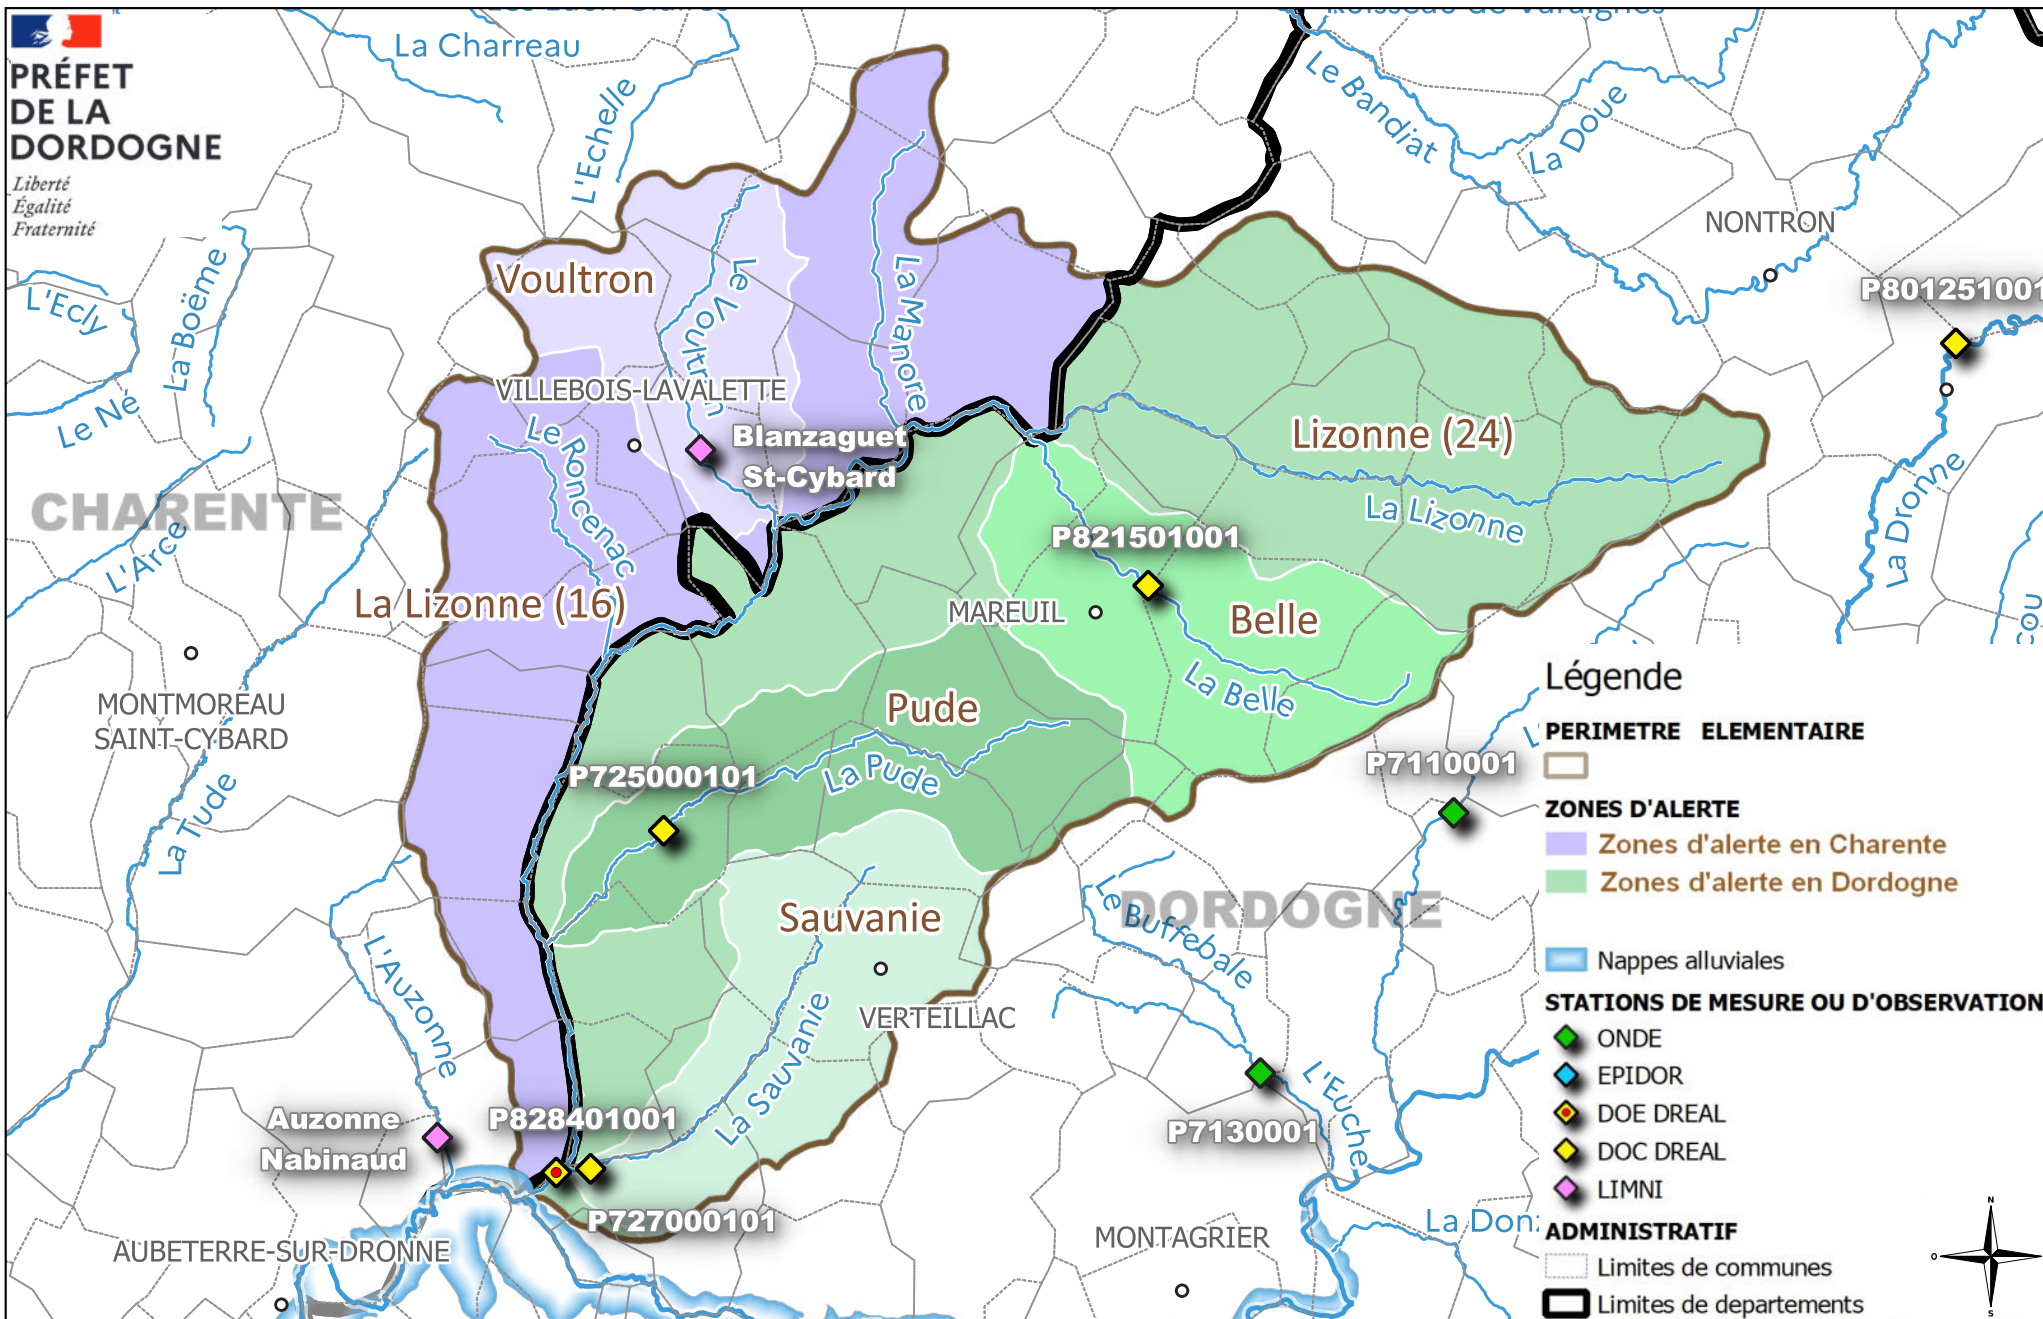 PRÉFET
DE LA
DORDOGNE
Liberté
Égalité
Fraternité
La Charreau
L'Echelle
Le Bandiat
La Doue
NONTRON
P801251001
L'Ecly
La Boëme
Le Né
Voultron
Le Voultron
La Manore
VILLEBOIS-LAVALETTE
Le Roncenac
Blanzaguet
St-Cybard
Lizonne (24)
La Lizonne
La Dronne
CHARENTE
L'Arce
P821501001
La Lizonne (16)
MAREUIL
Belle
La Belle
MONTMOREAU
SAINT-CYBARD
La Tude
Pude
La Pude
P725000101
P7110001
Sauvanie
La Sauvanie
VERTEILLAC
DORDOGNE
Le Buffebale
L'Auzonne
Auzonne
Nabinaud
P828401001
P727000101
P7130001
L'Euche
AUBETERRE-SUR-DRONNE
MONTAGRIER
La Don
Légende
PERIMETRE ELEMENTAIRE
ZONES D'ALERTE
Zones d'alerte en Charente
Zones d'alerte en Dordogne
Nappes alluviales
STATIONS DE MESURE OU D'OBSERVATION
ONDE
EPIDOR
DOE DREAL
DOC DREAL
LIMNI
ADMINISTRATIF
Limites de communes
Limites de departements
N
O
S